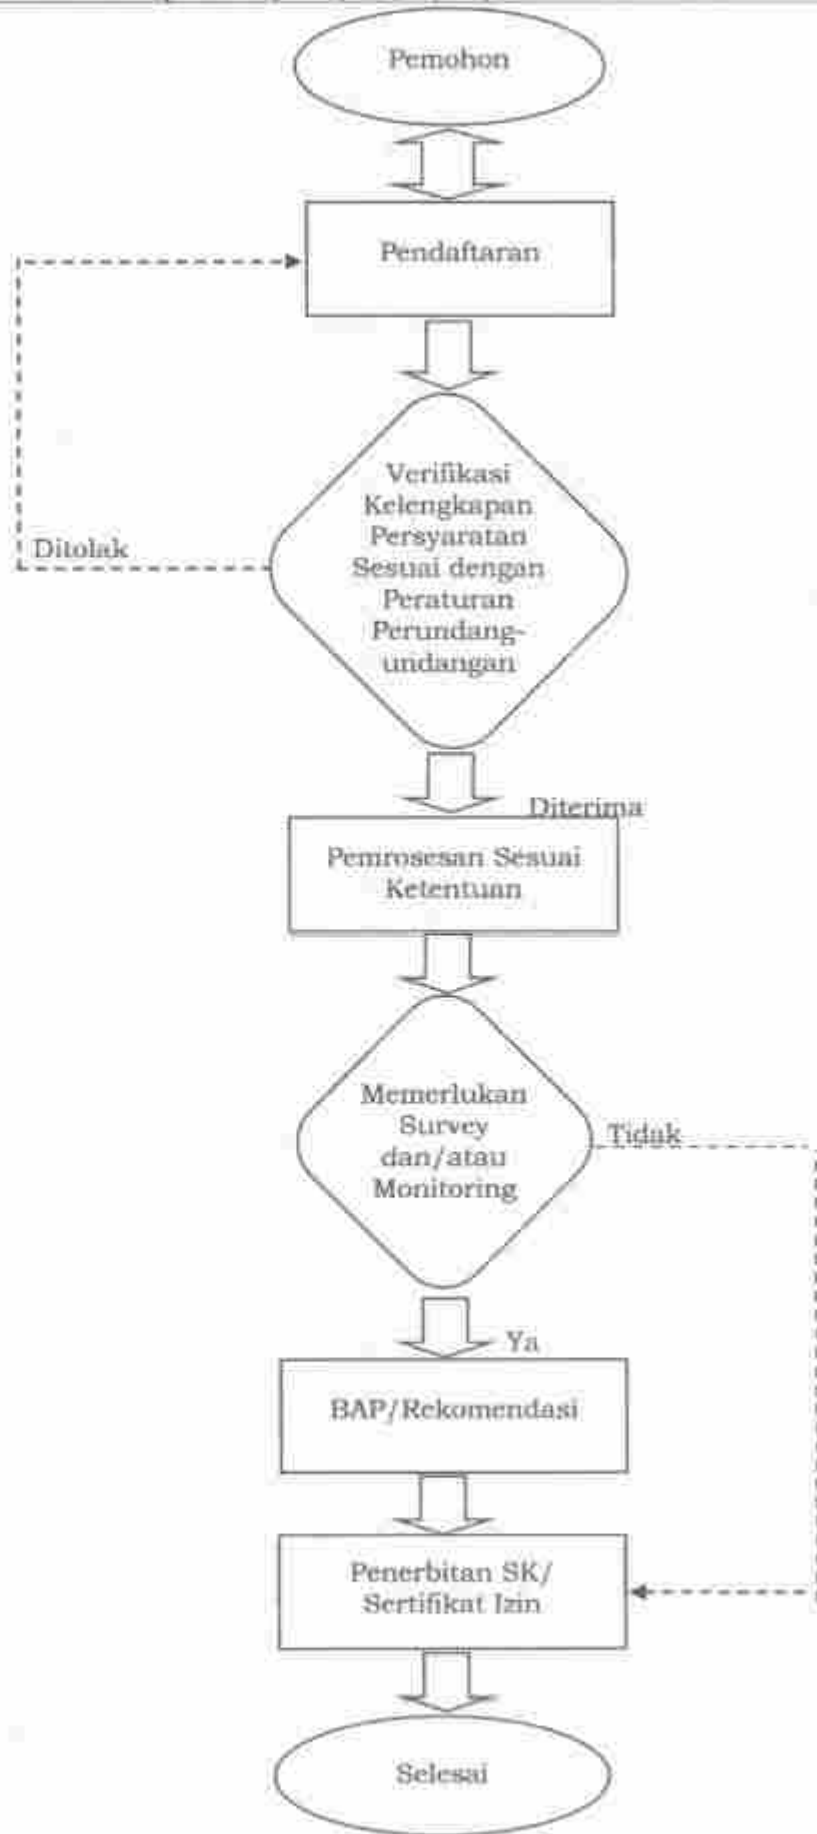 Pemohon
Pendaftaran
Verifikasi
Kelengkapan
Persyaratan
Sesuai dengan
Peraturan
Perundang-
undangan
Ditolak
Diterima
Pemrosesan Sesuai
Ketentuan
Memerlukan
Survey
dan/atau
Monitoring
Tidak
Ya
BAP/Rekomendasi
Penerbitan SK/
Sertifikat Izin
Selesai